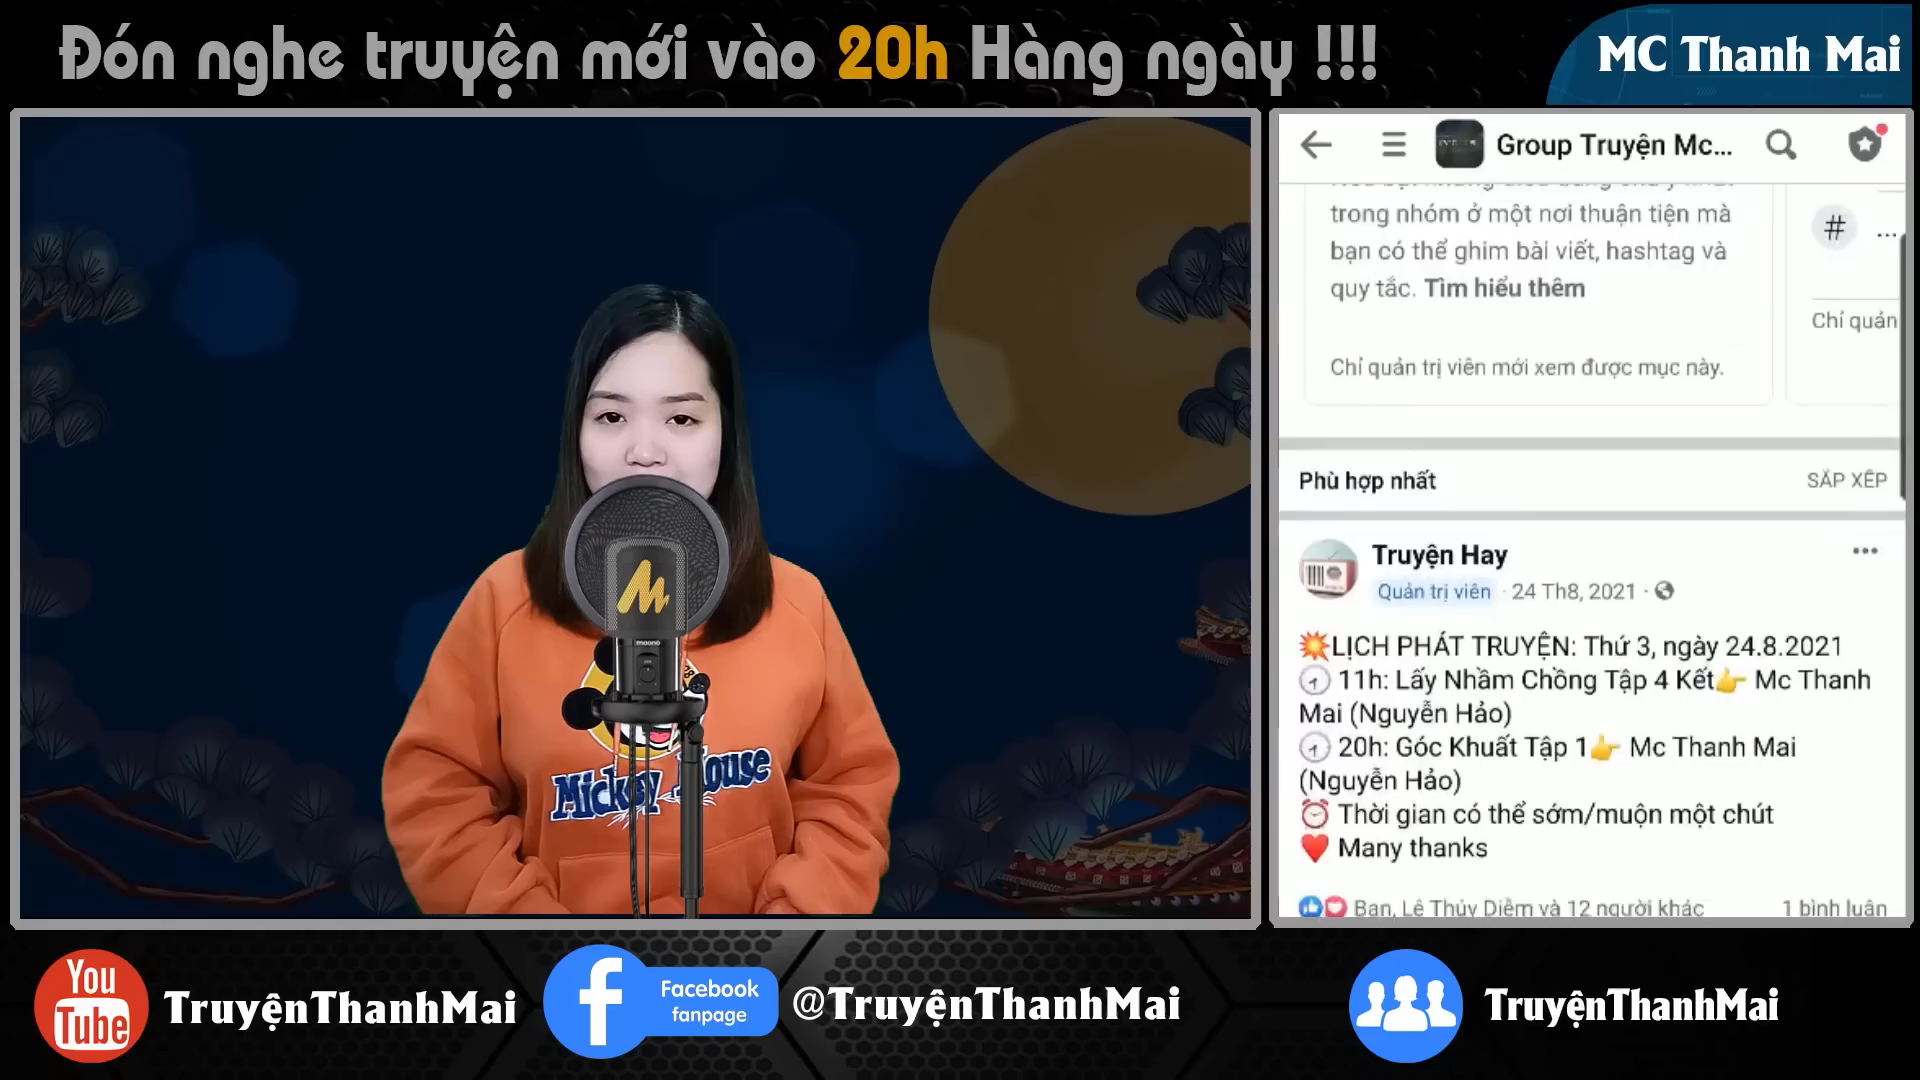 Đón nghe truyện mới vào 20h Hàng ngày !!!
MC Thanh Mai
Group Truyện Mc...
trong nhóm ở một nơi thuận tiện mà
bạn có thể ghim bài viết, hashtag và
quy tắc. Tìm hiểu thêm
Chỉ quản trị viên mới xem được mục này.
# ...
Chỉ quản
Phù hợp nhất
SẮP XẾP
Truyện Hay
Quản trị viên · 24 Th8, 2021 ·
💥LỊCH PHÁT TRUYỆN: Thứ 3, ngày 24.8.2021
🕣 11h: Lấy Nhầm Chồng Tập 4 Kết👉 Mc Thanh
Mai (Nguyễn Hảo)
🕣 20h: Góc Khuất Tập 1👉 Mc Thanh Mai
(Nguyễn Hảo)
⏰ Thời gian có thể sớm/muộn một chút
❤️ Many thanks
Bạn, Lê Thủy Diễm và 12 người khác
1 bình luận
maono
Mickey Mouse
You
Tube
TruyệnThanhMai
Facebook
fanpage
@TruyệnThanhMai
TruyệnThanhMai